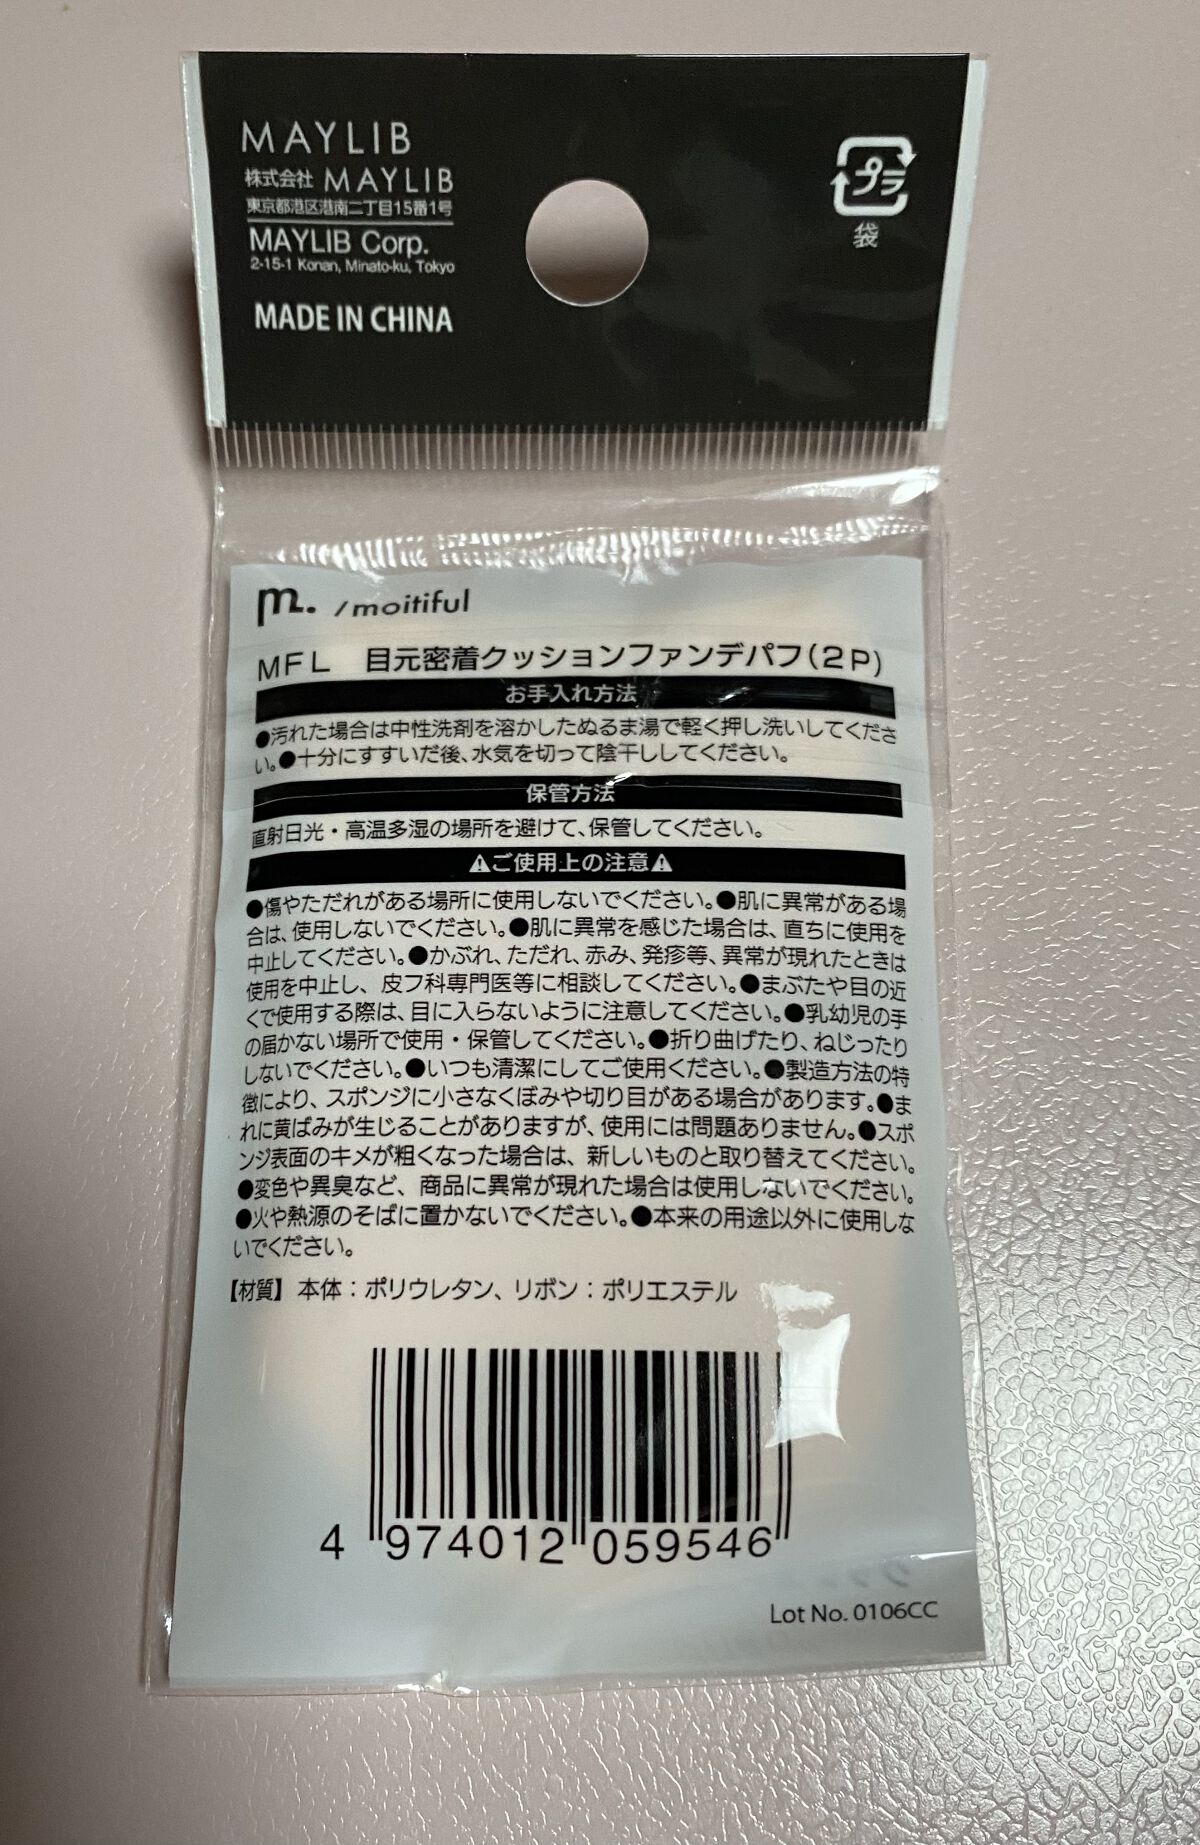 MAYLIB
株式会社 MAYLIB
東京都港区港南二丁目15番1号
MAYLIB Corp.
2-15-1 Konan, Minato-ku, Tokyo
MADE IN CHINA
プラ
袋
m. /moitiful
MFL 目元密着クッションファンデパフ(2P)
お手入れ方法
●汚れた場合は中性洗剤を溶かしたぬるま湯で軽く押し洗いしてくださ
い。●十分にすすいだ後、水気を切って陰干ししてください。
保管方法
直射日光・高温多湿の場所を避けて、保管してください。
⚠ご使用上の注意⚠
●傷やただれがある場所に使用しないでください。●肌に異常がある場
合は、使用しないでください。●肌に異常を感じた場合は、直ちに使用を
中止してください。●かぶれ、ただれ、赤み、発疹等、異常が現れたときは
使用を中止し、皮フ科専門医等に相談してください。●まぶたや目の近
くで使用する際は、目に入らないように注意してください。●乳幼児の手
の届かない場所で使用・保管してください。●折り曲げたり、ねじったり
しないでください。●いつも清潔にしてご使用ください。●製造方法の特
徴により、スポンジに小さなくぼみや切り目がある場合があります。●ま
れに黄ばみが生じることがありますが、使用には問題ありません。●スポ
ンジ表面のキメが粗くなった場合は、新しいものと取り替えてください。
●変色や異臭など、商品に異常が現れた場合は使用しないでください。
●火や熱源のそばに置かないでください。●本来の用途以外に使用しな
いでください。
【材質】本体：ポリウレタン、リボン：ポリエステル
4 974012 059546
Lot No. 0106CC